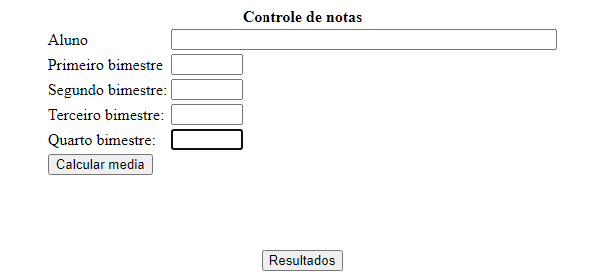 Controle de notas
Aluno
Primeiro bimestre
Segundo bimestre:
Terceiro bimestre:
Quarto bimestre:
Calcular media
Resultados